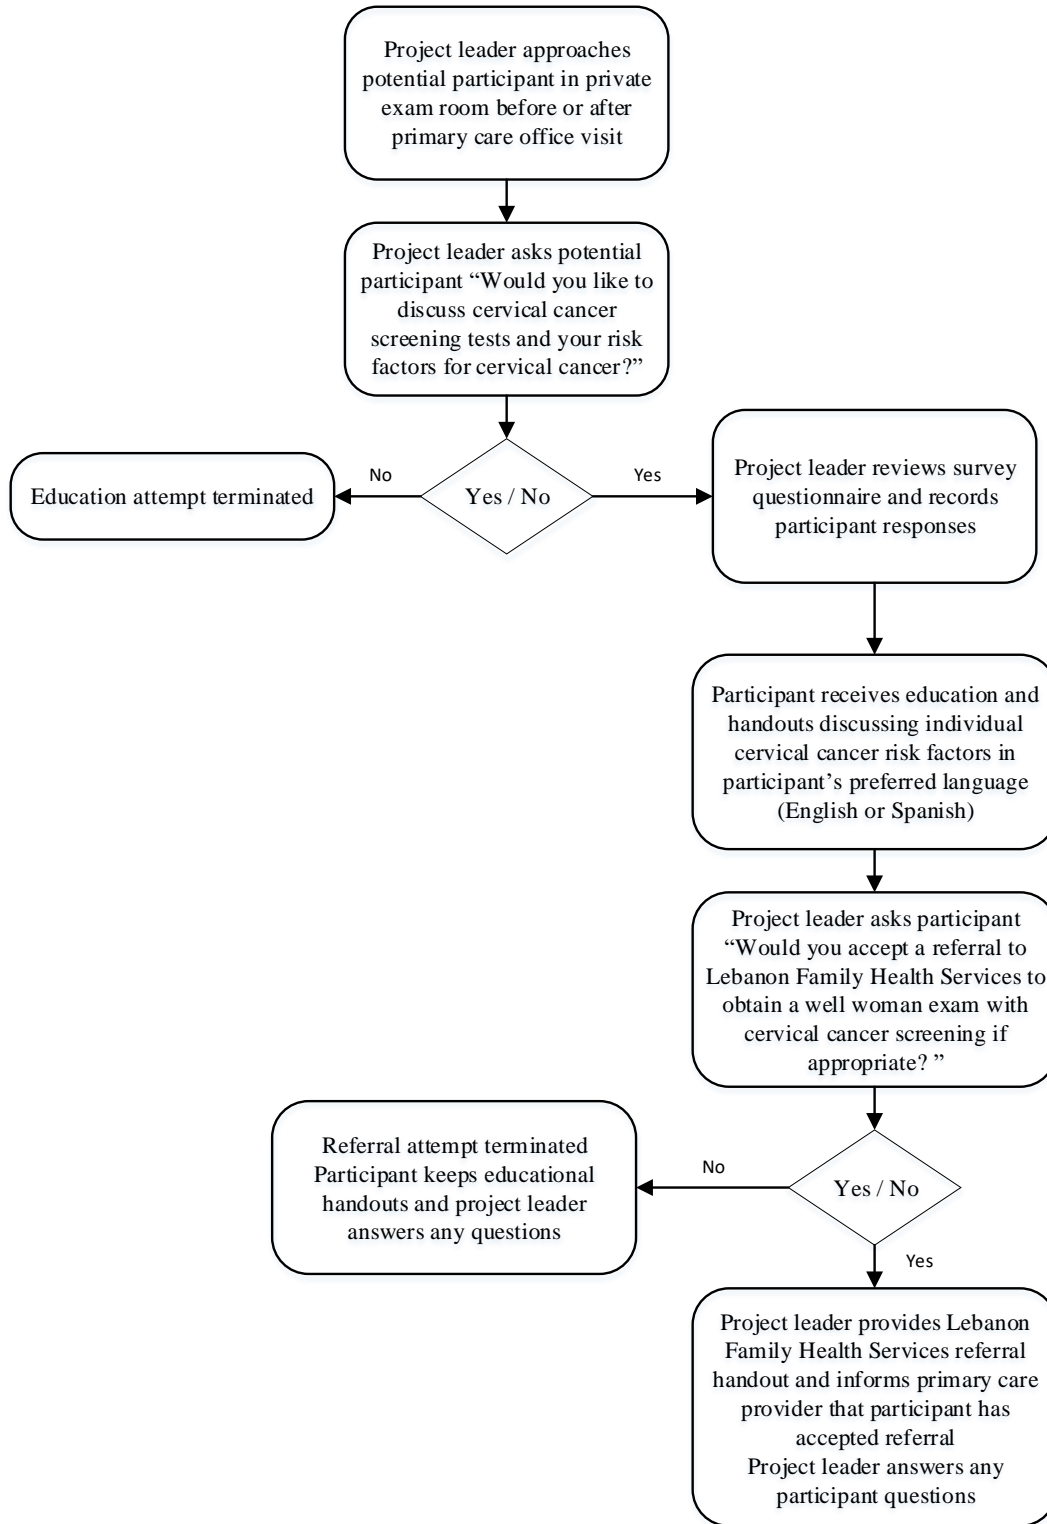 Project leader approaches
potential participant in private
exam room before or after
primary care office visit
Project leader asks potential
participant “Would you like to
discuss cervical cancer
screening tests and your risk
factors for cervical cancer?”
Yes / No
No
Education attempt terminated
Yes
Project leader reviews survey
questionnaire and records
participant responses
Participant receives education and
handouts discussing individual
cervical cancer risk factors in
participant’s preferred language
(English or Spanish)
Project leader asks participant
“Would you accept a referral to
Lebanon Family Health Services to
obtain a well woman exam with
cervical cancer screening if
appropriate? ”
Yes / No
No
Referral attempt terminated
Participant keeps educational
handouts and project leader
answers any questions
Yes
Project leader provides Lebanon
Family Health Services referral
handout and informs primary care
provider that participant has
accepted referral
Project leader answers any
participant questions